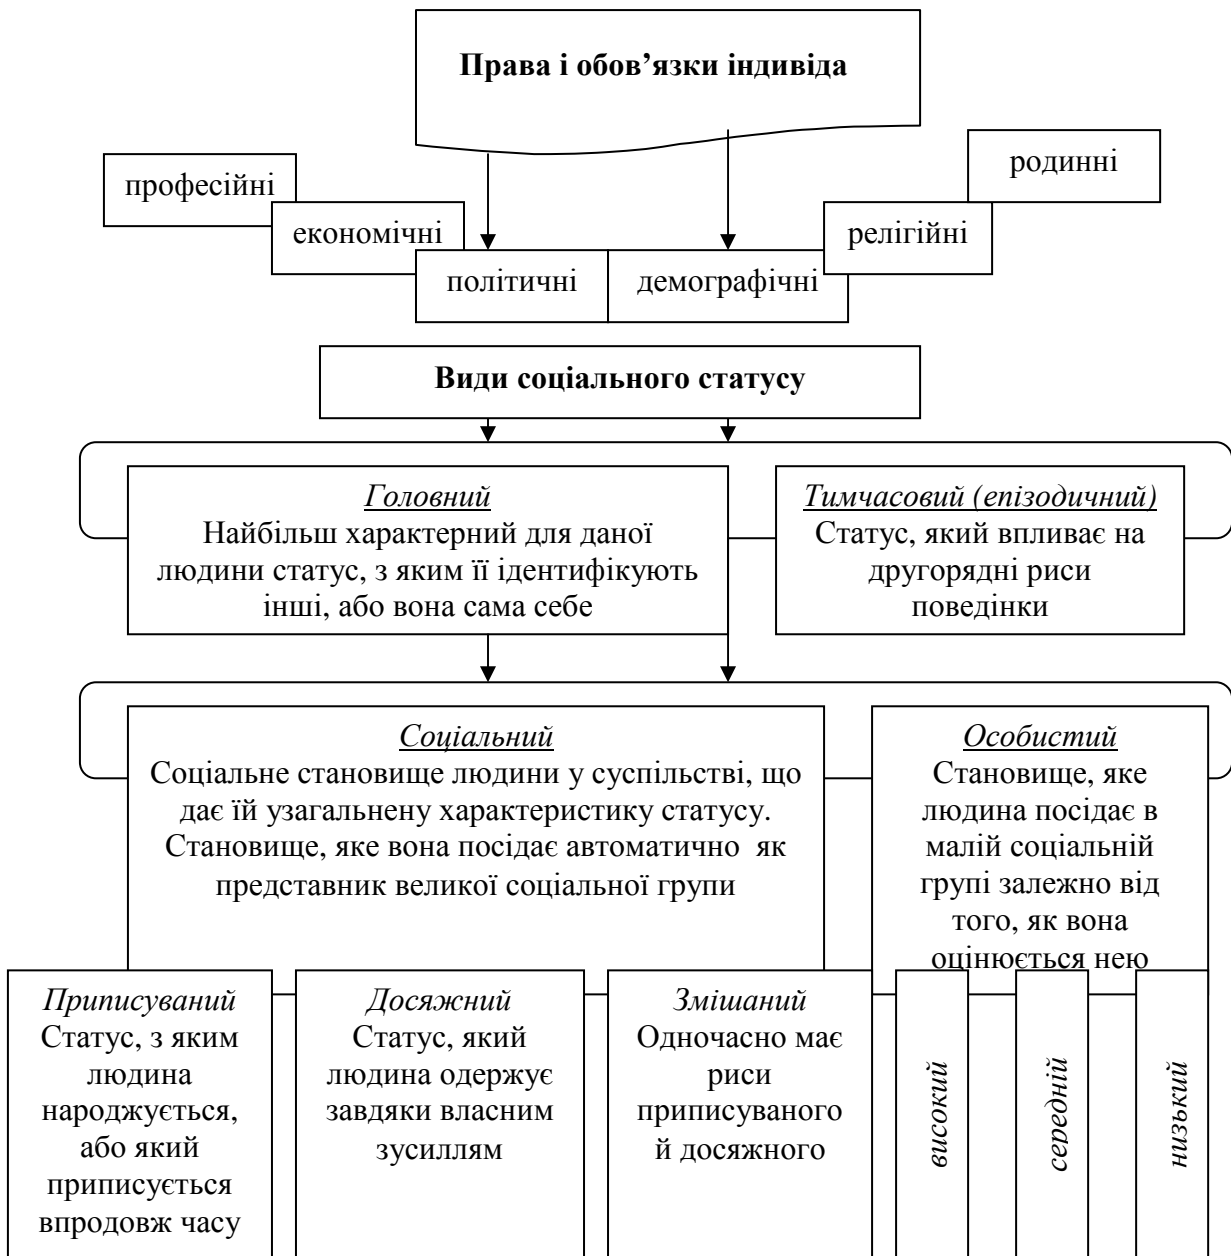 Права і обов’язки індивіда
професійні
економічні
політичні
демографічні
релігійні
родинні
Види соціального статусу
Головний
Найбільш характерний для даної
людини статус, з яким її ідентифікують
інші, або вона сама себе
Тимчасовий (епізодичний)
Статус, який впливає на
другорядні риси
поведінки
Соціальний
Соціальне становище людини у суспільстві, що
дає їй узагальнену характеристику статусу.
Становище, яке вона посідає автоматично як
представник великої соціальної групи
Особистий
Становище, яке
людина посідає в
малій соціальній
групі залежно від
того, як вона
оцінюється нею
Приписуваний
Статус, з яким
людина
народжується,
або який
приписується
впродовж часу
Досяжний
Статус, який
людина одержує
завдяки власним
зусиллям
Змішаний
Одночасно має
риси
приписуваного
й досяжного
високий
середній
низький